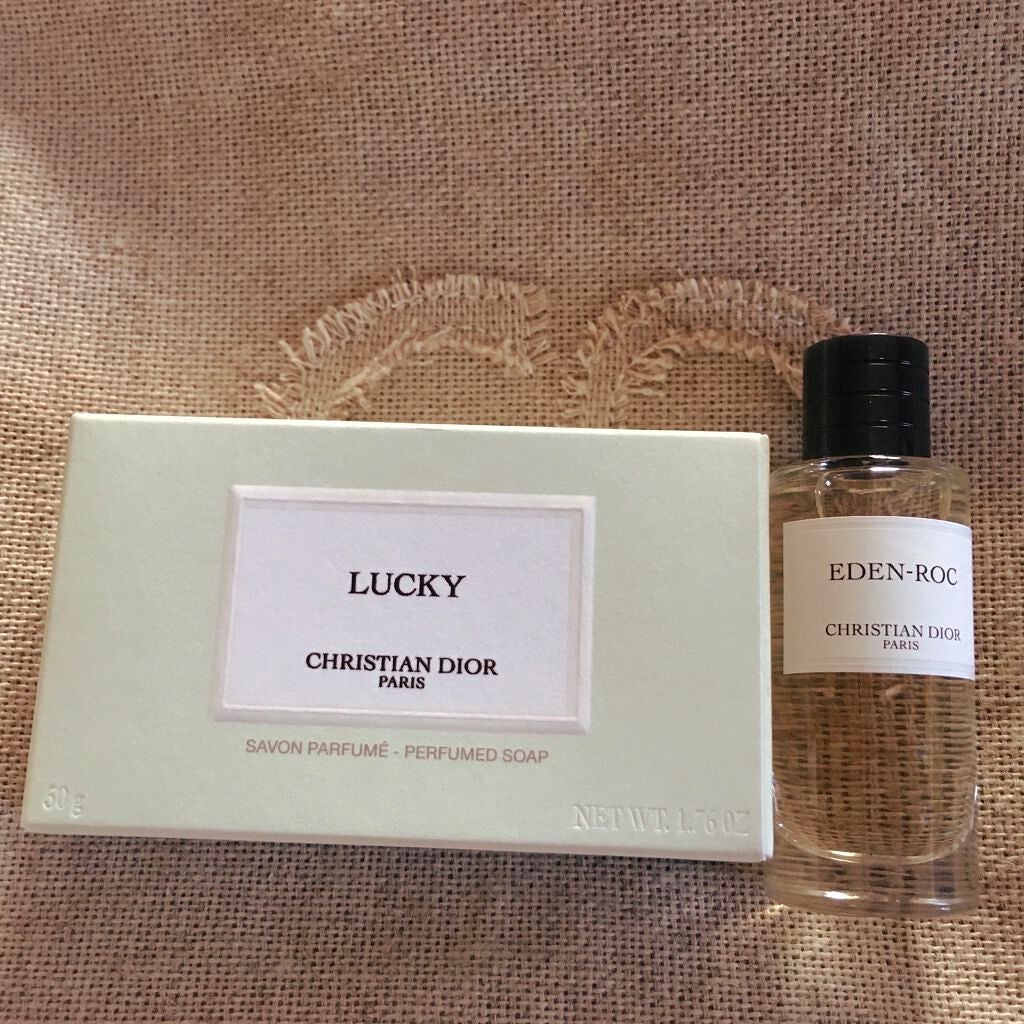 LUCKY
CHRISTIAN DIOR
PARIS
SAVON PARFUMÉ - PERFUMED SOAP
50 g
NET WT. 1.76 OZ
EDEN-ROC
CHRISTIAN DIOR
PARIS